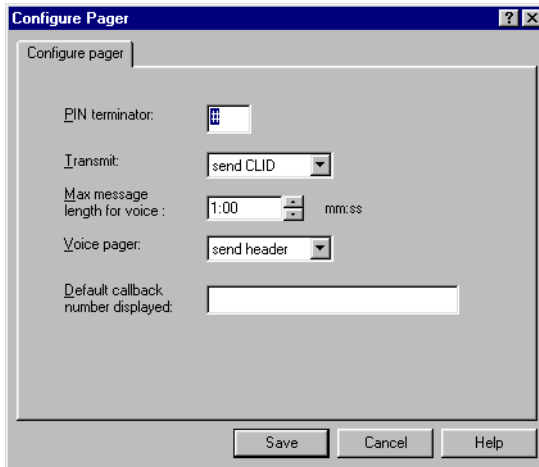 Configure Pager
Configure pager
PIN terminator: #
Transmit: send CLID
Max message
length for voice : 1:00 mm:ss
Voice pager: send header
Default callback
number displayed:
Save Cancel Help